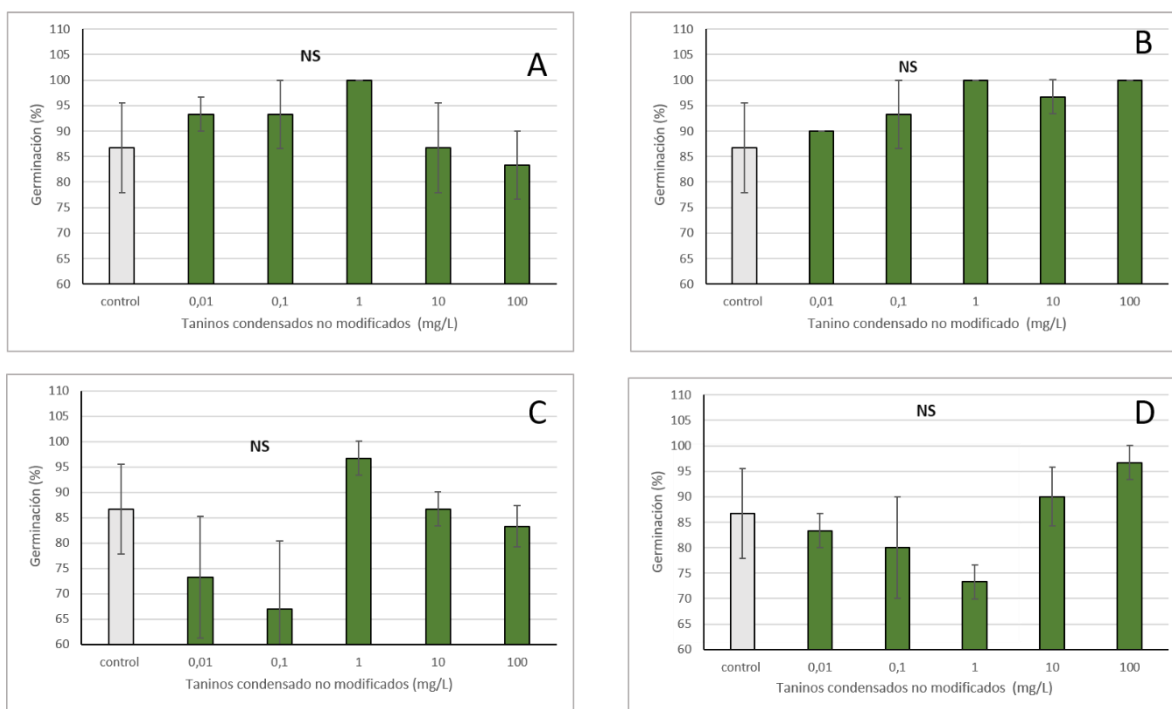 A
NS
Germinación (%)
110
105
100
95
90
85
80
75
70
65
60
control 0,01 0,1 1 10 100
Taninos condensados no modificados (mg/L)
B
NS
Germinación (%)
110
105
100
95
90
85
80
75
70
65
60
control 0,01 0,1 1 10 100
Tanino condensado no modificado (mg/L)
C
NS
Germinación (%)
110
105
100
95
90
85
80
75
70
65
60
control 0,01 0,1 1 10 100
Taninos condensado no modificados (mg/L)
D
NS
Germinación (%)
110
105
100
95
90
85
80
75
70
65
60
control 0,01 0,1 1 10 100
Taninos condensados no modificados (mg/L)